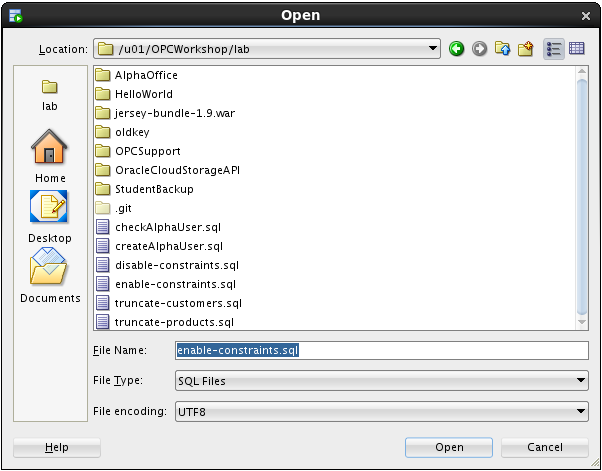 Open
Location: /u01/OPCWorkshop/lab
lab
Home
Desktop
Documents
AlphaOffice
HelloWorld
jersey-bundle-1.9.war
oldkey
OPCSupport
OracleCloudStorageAPI
StudentBackup
.git
checkAlphaUser.sql
createAlphaUser.sql
disable-constraints.sql
enable-constraints.sql
truncate-customers.sql
truncate-products.sql
File Name: enable-constraints.sql
File Type: SQL Files
File encoding: UTF8
Help Open Cancel